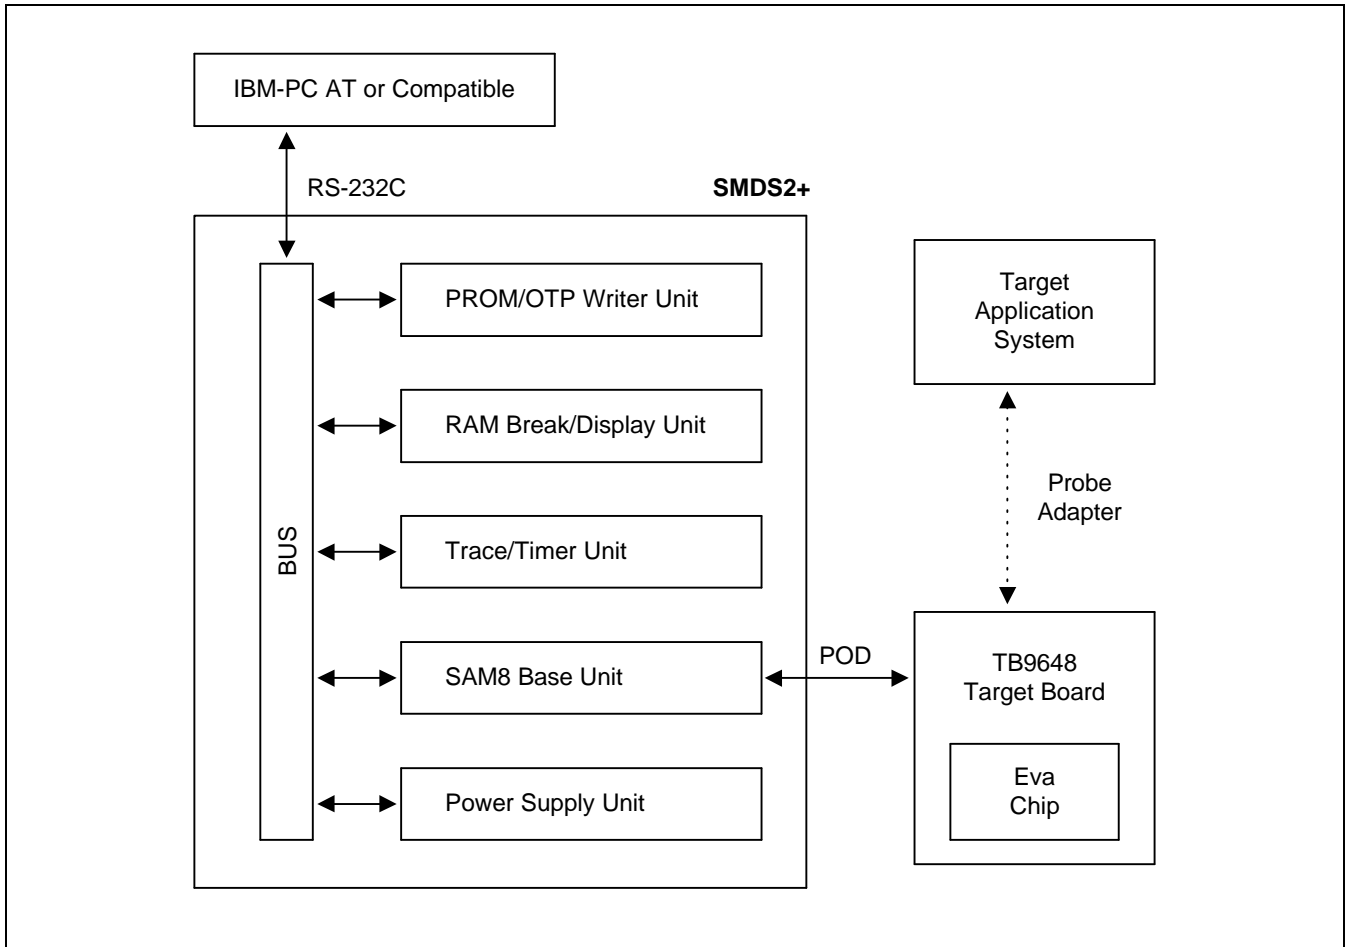 IBM-PC AT or Compatible
RS-232C
SMDS2+
PROM/OTP Writer Unit
RAM Break/Display Unit
Trace/Timer Unit
SAM8 Base Unit
Power Supply Unit
BUS
POD
Target
Application
System
Probe
Adapter
TB9648
Target Board
Eva
Chip